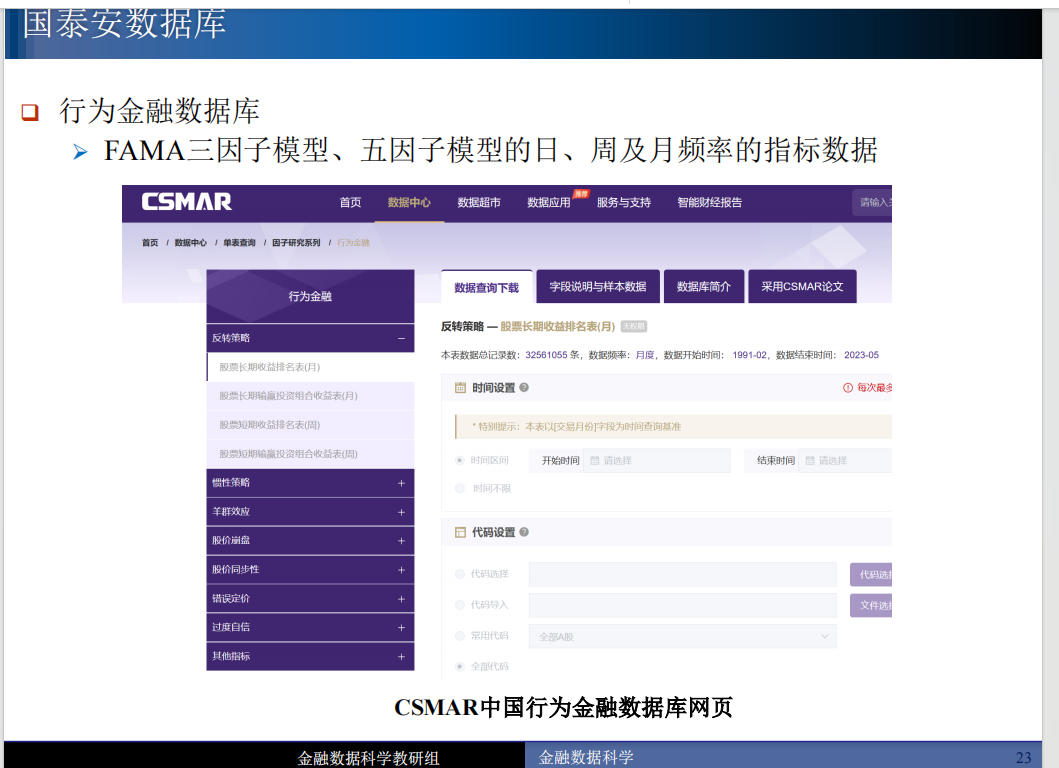 国泰安数据库
行为金融数据库
FAMA三因子模型、五因子模型的日、周及月频率的指标数据
CSMAR
首页 数据中心 数据超市 数据应用 推荐 服务与支持 智能财经报告 请输入关
首页 / 数据中心 / 单表查询 / 因子研究系列 / 行为金融
行为金融
反转策略 −
股票长期收益排名表(月)
股票长期输赢投资组合收益表(月)
股票短期收益排名表(周)
股票短期输赢投资组合收益表(周)
惯性策略 +
羊群效应 +
股价崩盘 +
股价同步性 +
错误定价 +
过度自信 +
其他指标 +
数据查询下载 字段说明与样本数据 数据库简介 采用CSMAR论文
反转策略 — 股票长期收益排名表(月) 无权限
本表数据总记录数：32561055 条，数据频率：月度，数据开始时间： 1991-02，数据结束时间： 2023-05
时间设置 ? 每次最多
* 特别提示：本表以[交易月份]字段为时间查询基准
时间区间 开始时间 请选择 结束时间 请选择
时间不限
代码设置 ?
代码选择 代码选择
代码导入 文件选择
常用代码 全部A股
全部代码
CSMAR中国行为金融数据库网页
金融数据科学教研组 金融数据科学 23